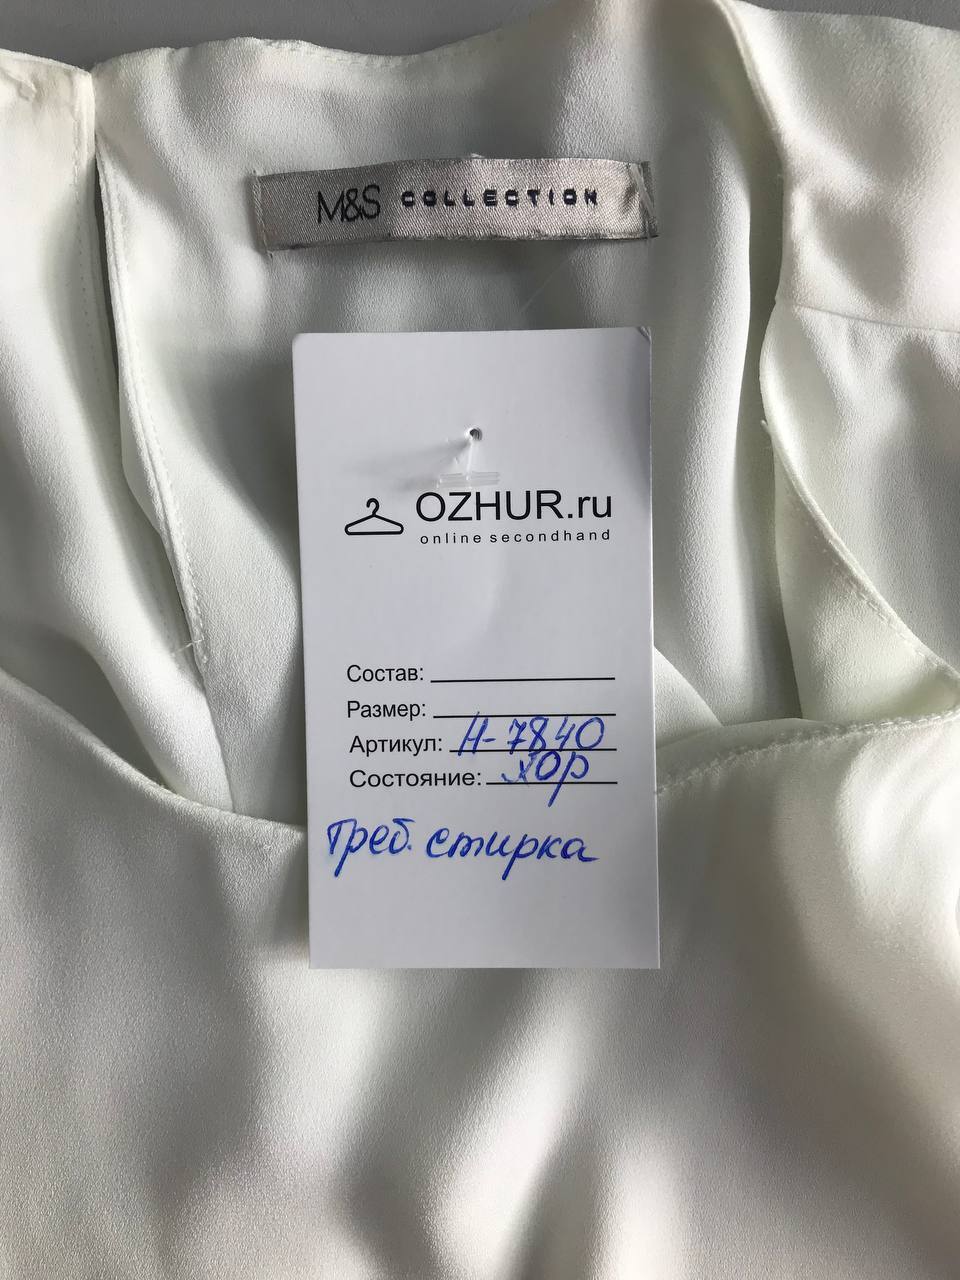 M&S COLLECTION
OZHUR.ru
online secondhand
Состав:
Размер:
Артикул: Н-7840
Состояние: хор
Треб. стирка